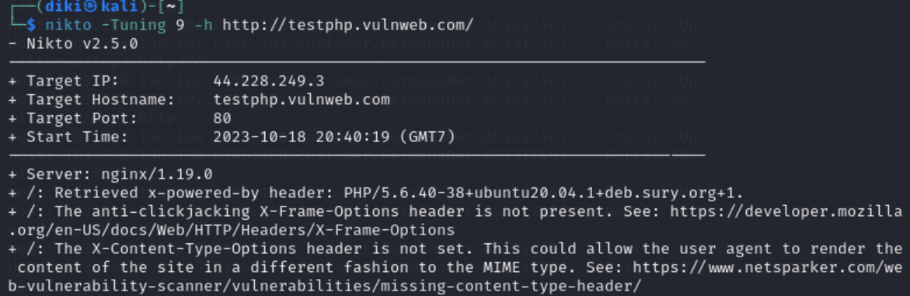 (diki㉿kali)-[~]
$ nikto -Tuning 9 -h http://testphp.vulnweb.com/
- Nikto v2.5.0
+ Target IP: 44.228.249.3
+ Target Hostname: testphp.vulnweb.com
+ Target Port: 80
+ Start Time: 2023-10-18 20:40:19 (GMT7)
+ Server: nginx/1.19.0
+ /: Retrieved x-powered-by header: PHP/5.6.40-38+ubuntu20.04.1+deb.sury.org+1.
+ /: The anti-clickjacking X-Frame-Options header is not present. See: https://developer.mozilla
.org/en-US/docs/Web/HTTP/Headers/X-Frame-Options
+ /: The X-Content-Type-Options header is not set. This could allow the user agent to render the
content of the site in a different fashion to the MIME type. See: https://www.netsparker.com/we
b-vulnerability-scanner/vulnerabilities/missing-content-type-header/